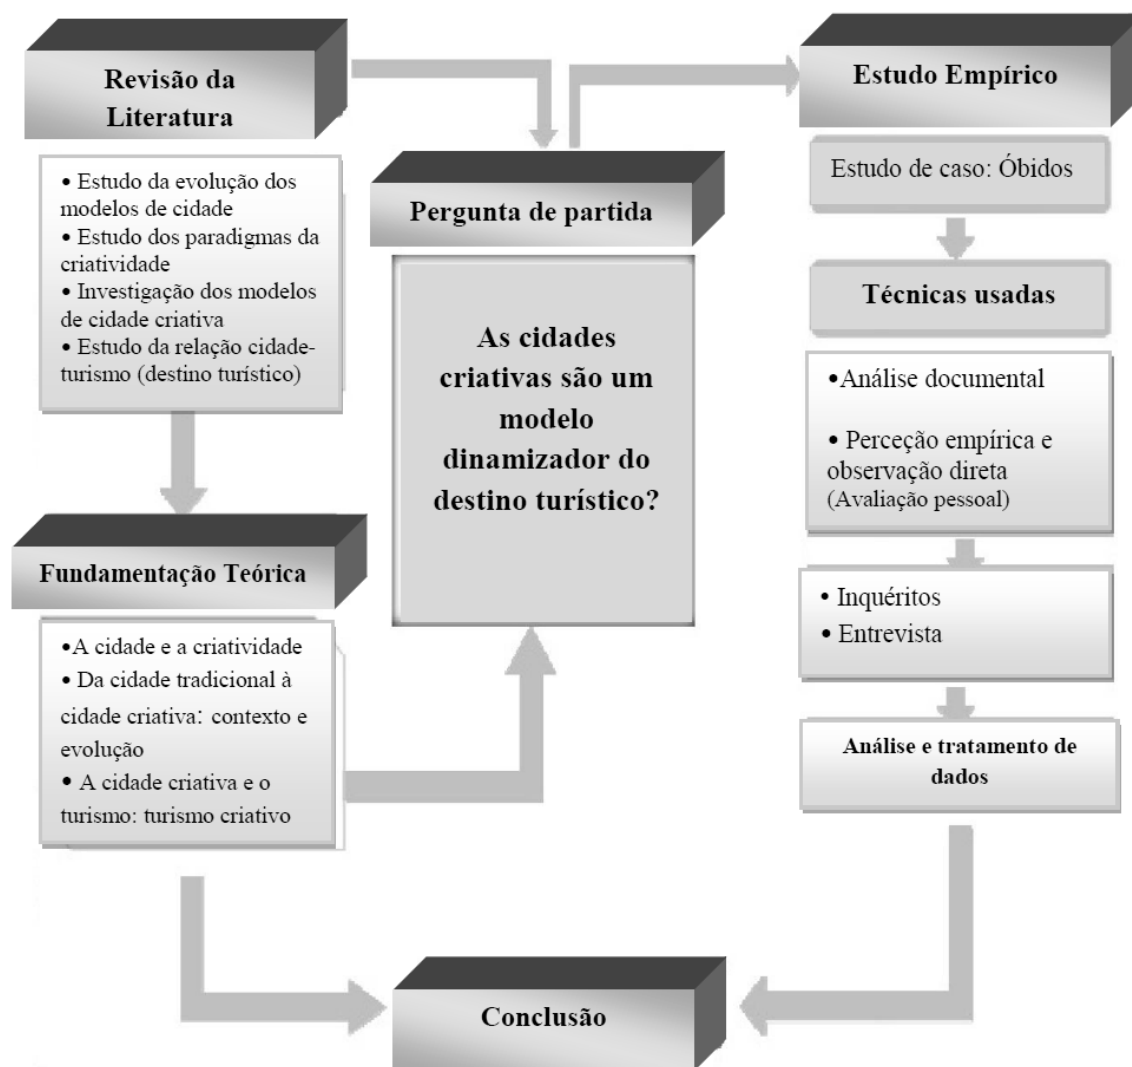 Revisão da
Literatura
• Estudo da evolução dos
modelos de cidade
• Estudo dos paradigmas da
criatividade
• Investigação dos modelos
de cidade criativa
• Estudo da relação cidade-
turismo (destino turístico)
Fundamentação Teórica
•A cidade e a criatividade
• Da cidade tradicional à
cidade criativa: contexto e
evolução
• A cidade criativa e o
turismo: turismo criativo
Pergunta de partida
As cidades
criativas são um
modelo
dinamizador do
destino turístico?
Estudo Empírico
Estudo de caso: Óbidos
Técnicas usadas
•Análise documental
• Perceção empírica e
observação direta
(Avaliação pessoal)
• Inquéritos
• Entrevista
Análise e tratamento de
dados
Conclusão